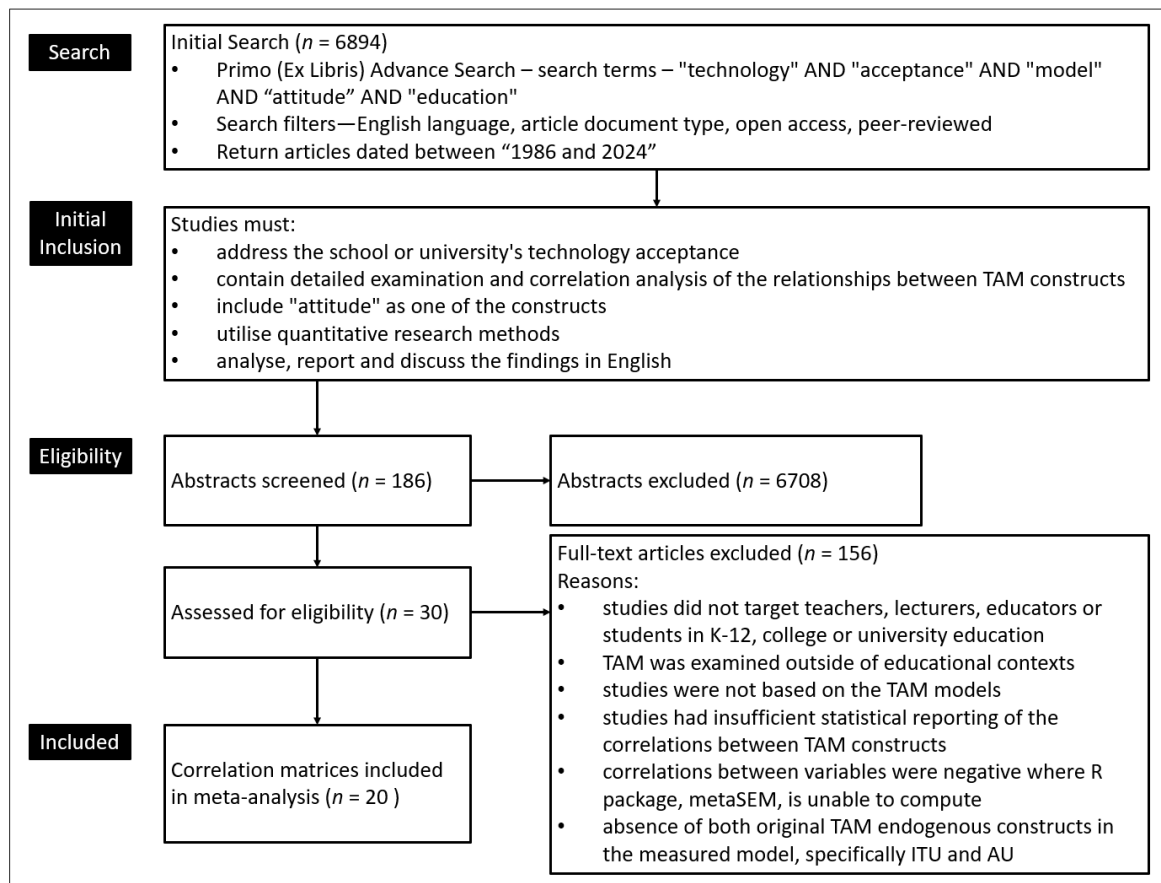 Search
Initial Search (n = 6894)
• Primo (Ex Libris) Advance Search – search terms – "technology" AND "acceptance" AND "model"
AND “attitude” AND "education"
• Search filters—English language, article document type, open access, peer-reviewed
• Return articles dated between “1986 and 2024”
Initial
Inclusion
Studies must:
• address the school or university's technology acceptance
• contain detailed examination and correlation analysis of the relationships between TAM constructs
• include "attitude" as one of the constructs
• utilise quantitative research methods
• analyse, report and discuss the findings in English
Eligibility
Abstracts screened (n = 186)
Abstracts excluded (n = 6708)
Assessed for eligibility (n = 30)
Full-text articles excluded (n = 156)
Reasons:
• studies did not target teachers, lecturers, educators or
students in K-12, college or university education
• TAM was examined outside of educational contexts
• studies were not based on the TAM models
• studies had insufficient statistical reporting of the
correlations between TAM constructs
• correlations between variables were negative where R
package, metaSEM, is unable to compute
• absence of both original TAM endogenous constructs in
the measured model, specifically ITU and AU
Included
Correlation matrices included
in meta-analysis (n = 20 )